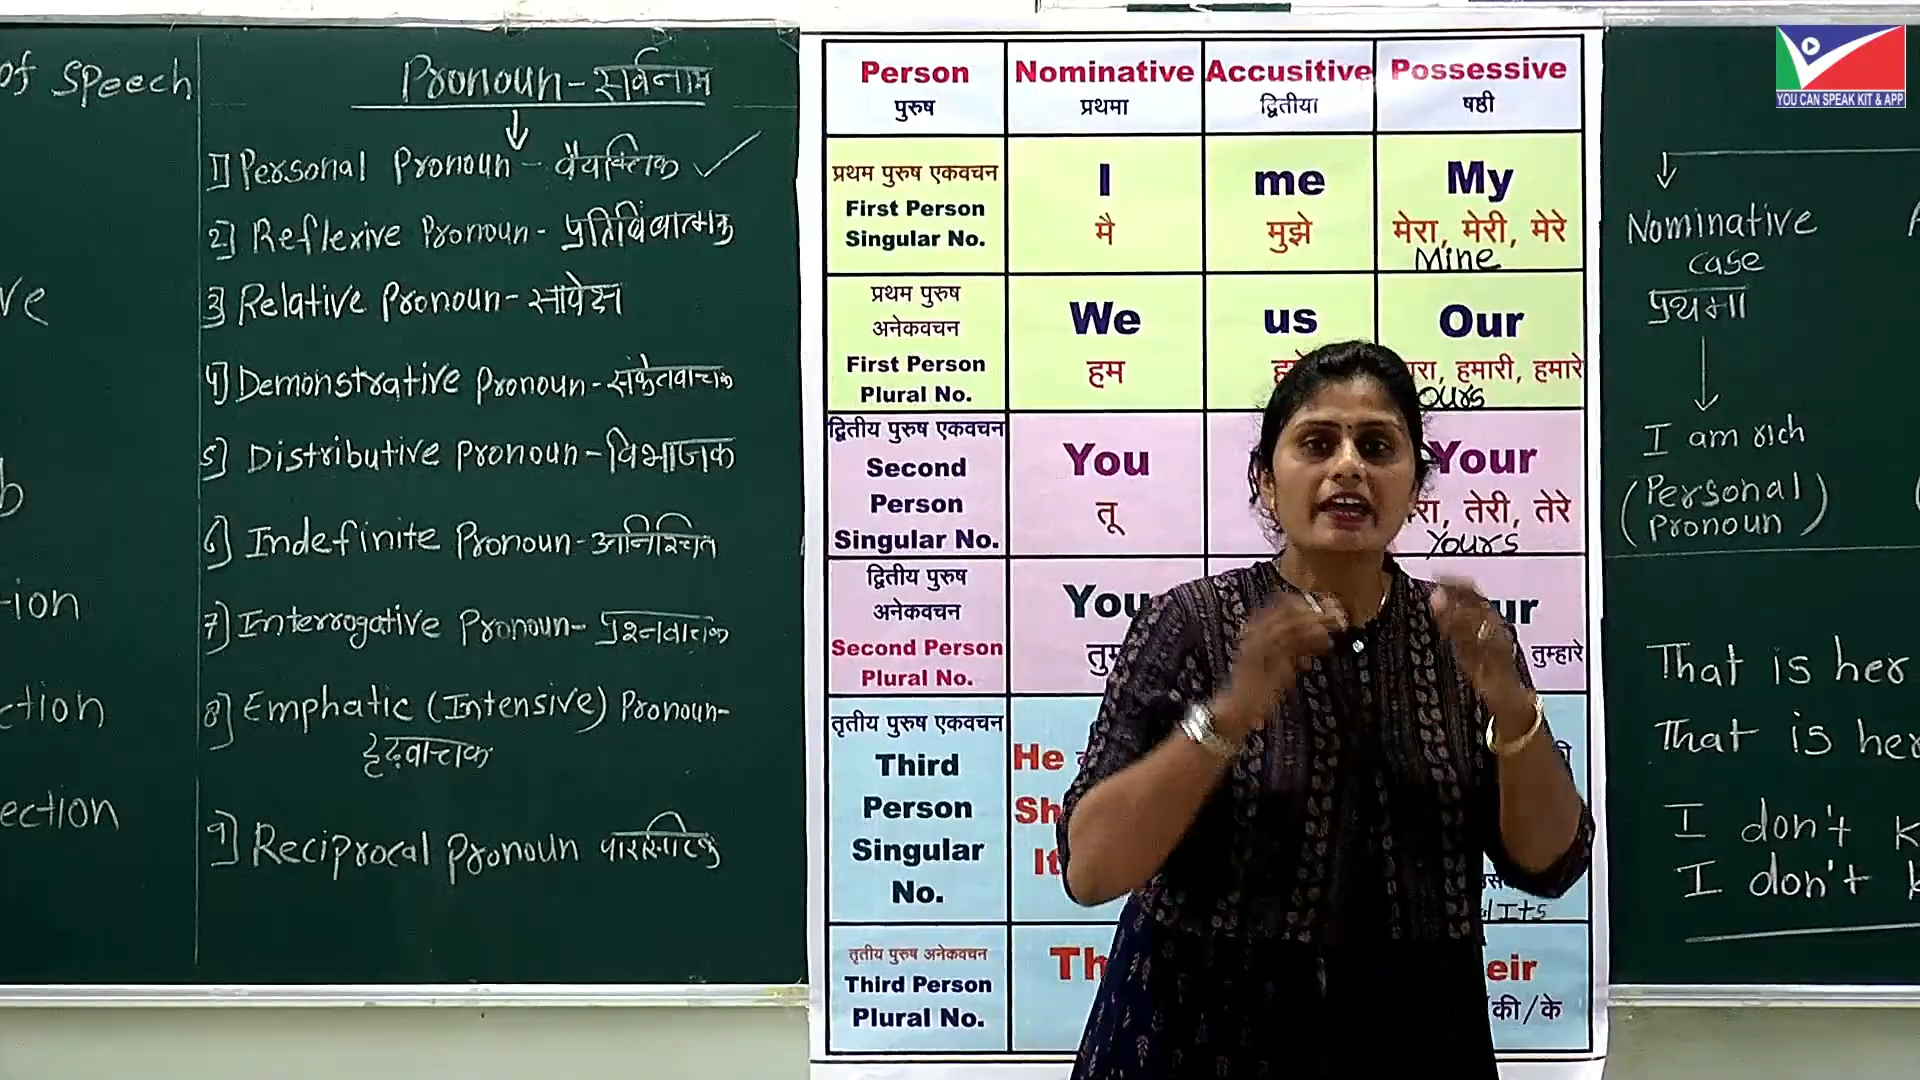 of Speech
ve
tion
ction
ection
Pronoun - सर्वनाम
1] Personal Pronoun - वैयक्तिक ✓
2] Reflexive Pronoun - प्रतिबिंबात्मक
3] Relative Pronoun - सापेक्ष
4] Demonstrative Pronoun - संकेतवाचक
5] Distributive Pronoun - विभाजक
6] Indefinite Pronoun - अनिश्चित
7] Interrogative Pronoun - प्रश्नवाचक
8] Emphatic (Intensive) Pronoun -
दृढ़वाचक
9] Reciprocal Pronoun
Person Nominative Accusitive Possessive
पुरुष प्रथमा द्वितीया षष्ठी
प्रथम पुरुष एकवचन
First Person
Singular No.
I me My
मै मुझे मेरा, मेरी, मेरे
Mine
प्रथम पुरुष
अनेकवचन
First Person
Plural No.
We us Our
हम हमारी, हमारे
ours
द्वितीय पुरुष एकवचन
Second
Person
Singular No.
You Your
तू तेरी, तेरे
Yours
द्वितीय पुरुष
अनेकवचन
Second Person
Plural No.
You
तुम्हारे
तृतीय पुरुष एकवचन
Third
Person
Singular
No.
He
Sh
It
Its
तृतीय पुरुष अनेकवचन
Third Person
Plural No.
Th eir
की/के
YOU CAN SPEAK KIT & APP
Nominative
case
प्रथमा
I am rich
(Personal
Pronoun)
That is her
That is her
I don't k
I don't k